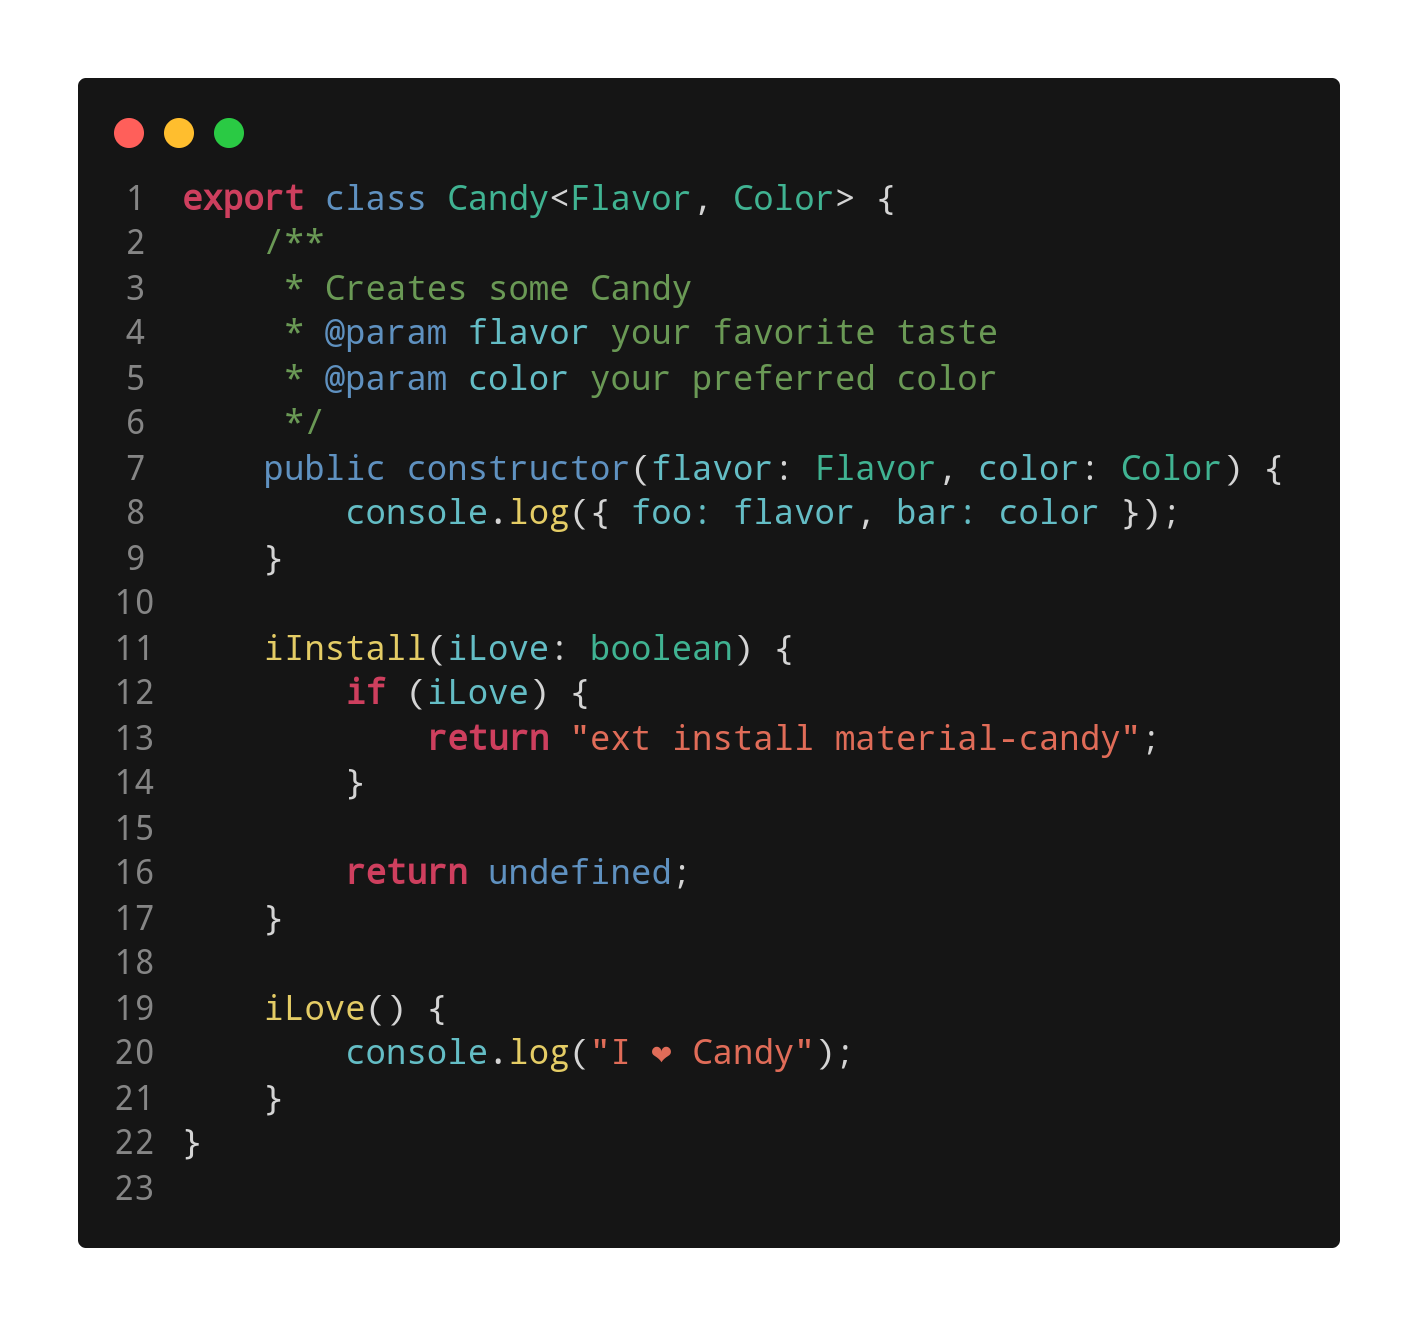 1 export class Candy<Flavor, Color> {
2     /**
3      * Creates some Candy
4      * @param flavor your favorite taste
5      * @param color your preferred color
6      */
7     public constructor(flavor: Flavor, color: Color) {
8         console.log({ foo: flavor, bar: color });
9     }
10
11     iInstall(iLove: boolean) {
12         if (iLove) {
13             return "ext install material-candy";
14         }
15
16         return undefined;
17     }
18
19     iLove() {
20         console.log("I ❤ Candy");
21     }
22 }
23